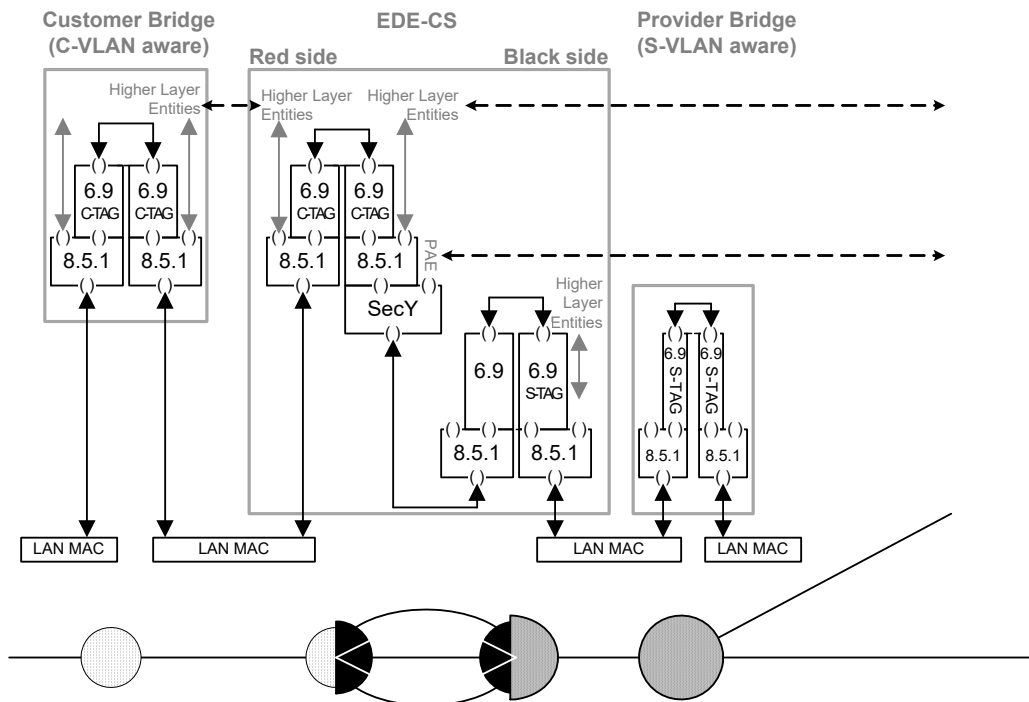 Customer Bridge
(C-VLAN aware)
EDE-CS
Provider Bridge
(S-VLAN aware)
Red side
Black side
Higher Layer
Entities
Higher Layer
Entities
Higher Layer
Entities
( ) ( )
( ) ( )
6.9
C-TAG
6.9
C-TAG
6.9
C-TAG
6.9
C-TAG
( ) ( ) ( ) ( )
( ) ( ) ( ) ( )
8.5.1
8.5.1
8.5.1
8.5.1
PAE
( ) ( )
( ) ( ) ( )
SecY
( )
Higher
Layer
Entities
( ) ( )
( ) ( )
6.9
6.9
S-TAG
6.9 S-TAG
6.9 S-TAG
( ) ( ) ( ) ( )
( ) ( ) ( ) ( )
8.5.1
8.5.1
8.5.1
8.5.1
( ) ( )
( ) ( )
LAN MAC
LAN MAC
LAN MAC
LAN MAC